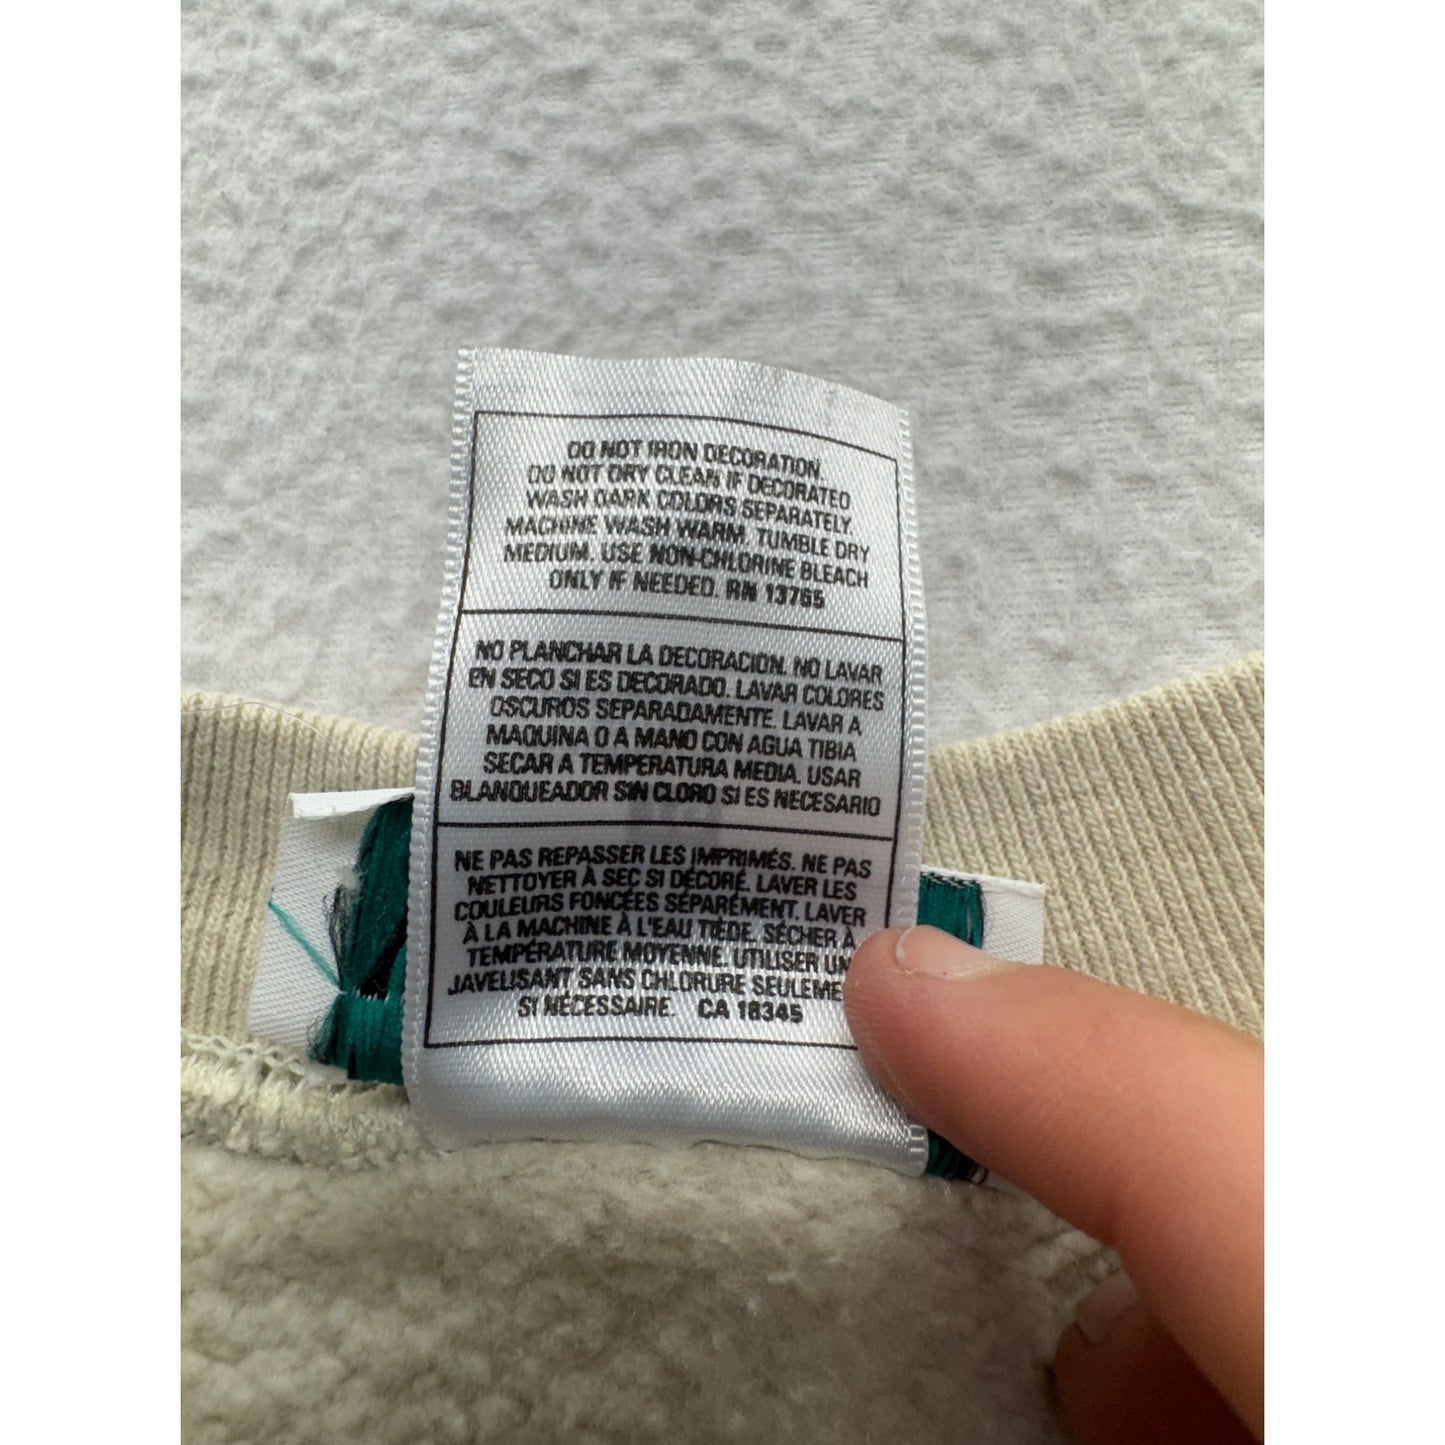 DO NOT IRON DECORATION.
DO NOT DRY CLEAN IF DECORATED
WASH DARK COLORS SEPARATELY.
MACHINE WASH WARM. TUMBLE DRY
MEDIUM. USE NON-CHLORINE BLEACH
ONLY IF NEEDED. RN 13765
NO PLANCHAR LA DECORACION. NO LAVAR
EN SECO SI ES DECORADO. LAVAR COLORES
OSCUROS SEPARADAMENTE. LAVAR A
MAQUINA O A MANO CON AGUA TIBIA
SECAR A TEMPERATURA MEDIA. USAR
BLANQUEADOR SIN CLORO SI ES NECESARIO
NE PAS REPASSER LES IMPRIMÉS. NE PAS
NETTOYER À SEC SI DÉCORÉ. LAVER LES
COULEURS FONCÉES SÉPARÉMENT. LAVER
À LA MACHINE À L'EAU TIÈDE. SÉCHER À
TEMPÉRATURE MOYENNE. UTILISER UN
JAVELISANT SANS CHLORURE SEULEME
SI NÉCESSAIRE. CA 18345